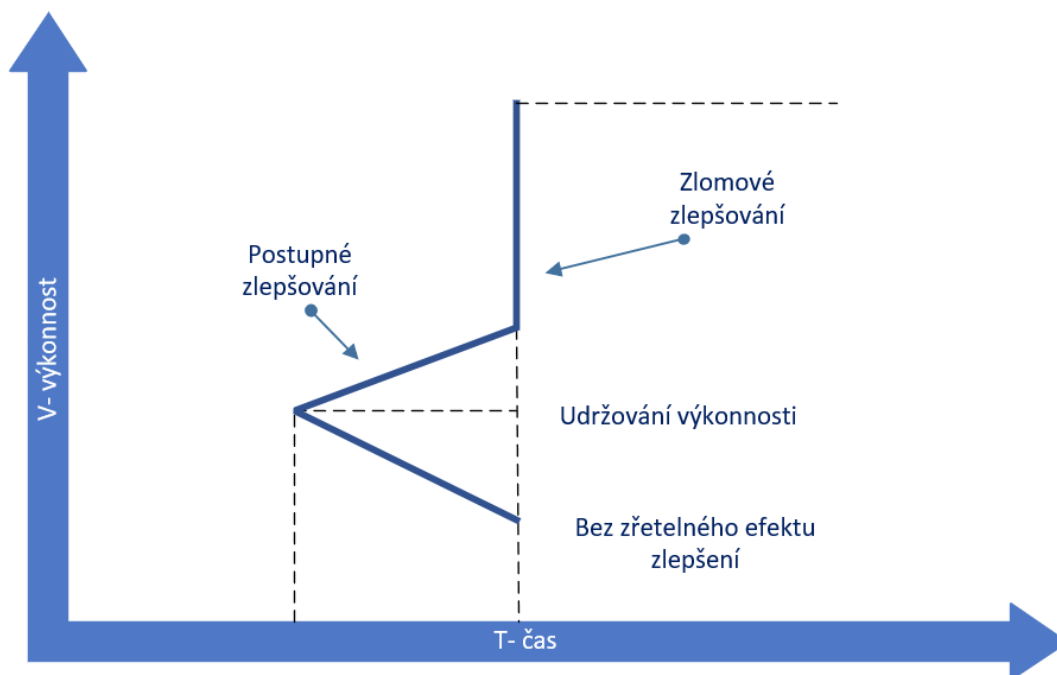 Zlomové
zlepšování
Postupné
zlepšování
V- výkonnost
Udržování výkonnosti
Bez zřetelného efektu
zlepšení
T- čas